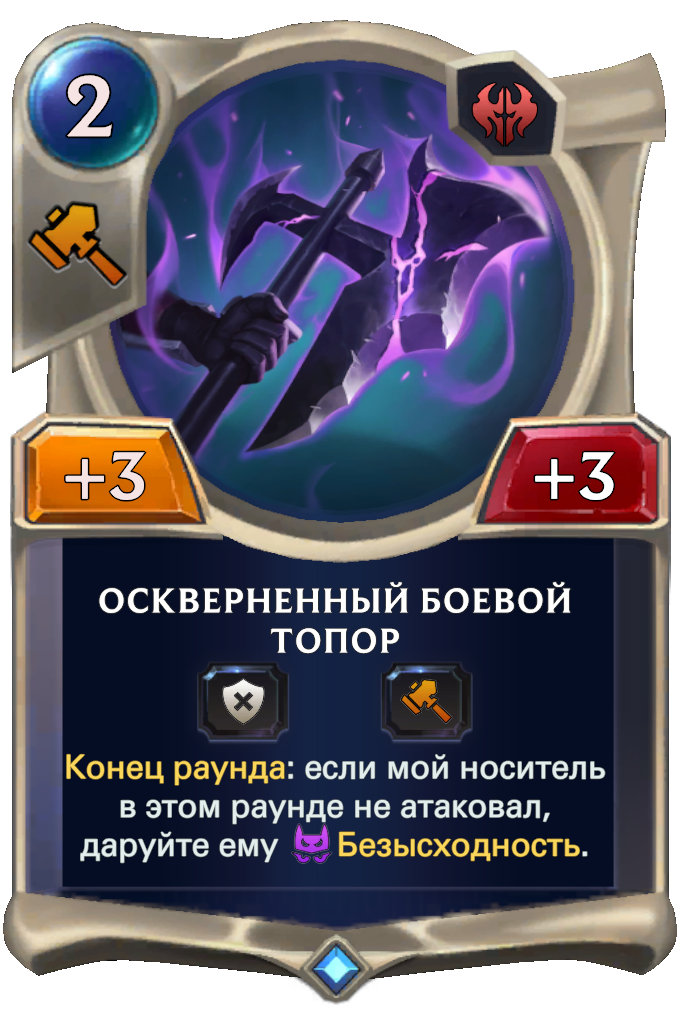 2
+3
+3
ОСКВЕРНЕННЫЙ БОЕВОЙ
ТОПОР
Конец раунда: если мой носитель
в этом раунде не атаковал,
даруйте ему Безысходность.